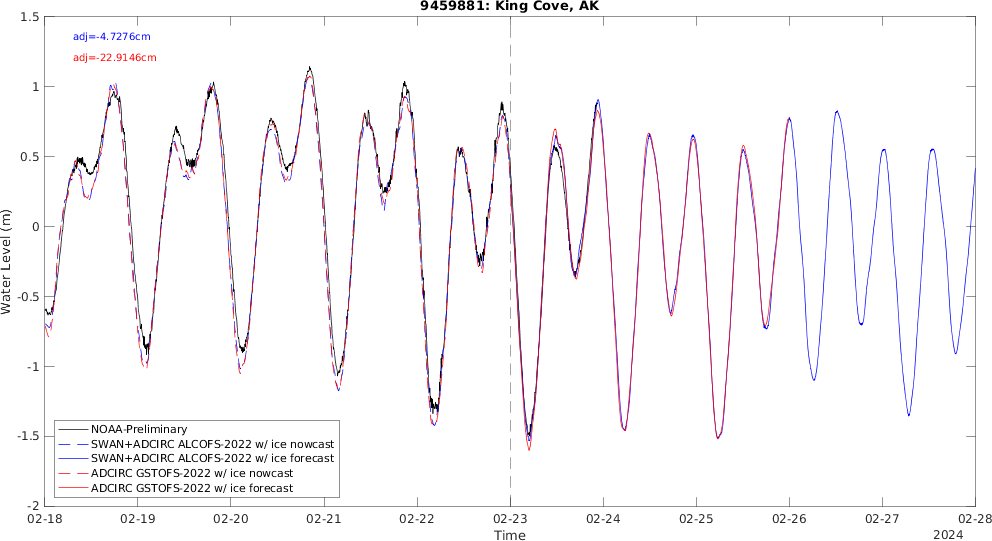 9459881: King Cove, AK
adj=-4.7276cm
adj=-22.9146cm
Water Level (m)
1.5
1
0.5
0
-0.5
-1
-1.5
-2
NOAA-Preliminary
SWAN+ADCIRC ALCOFS-2022 w/ ice nowcast
SWAN+ADCIRC ALCOFS-2022 w/ ice forecast
ADCIRC GSTOFS-2022 w/ ice nowcast
ADCIRC GSTOFS-2022 w/ ice forecast
02-18 02-19 02-20 02-21 02-22 02-23 02-24 02-25 02-26 02-27 02-28
Time
2024